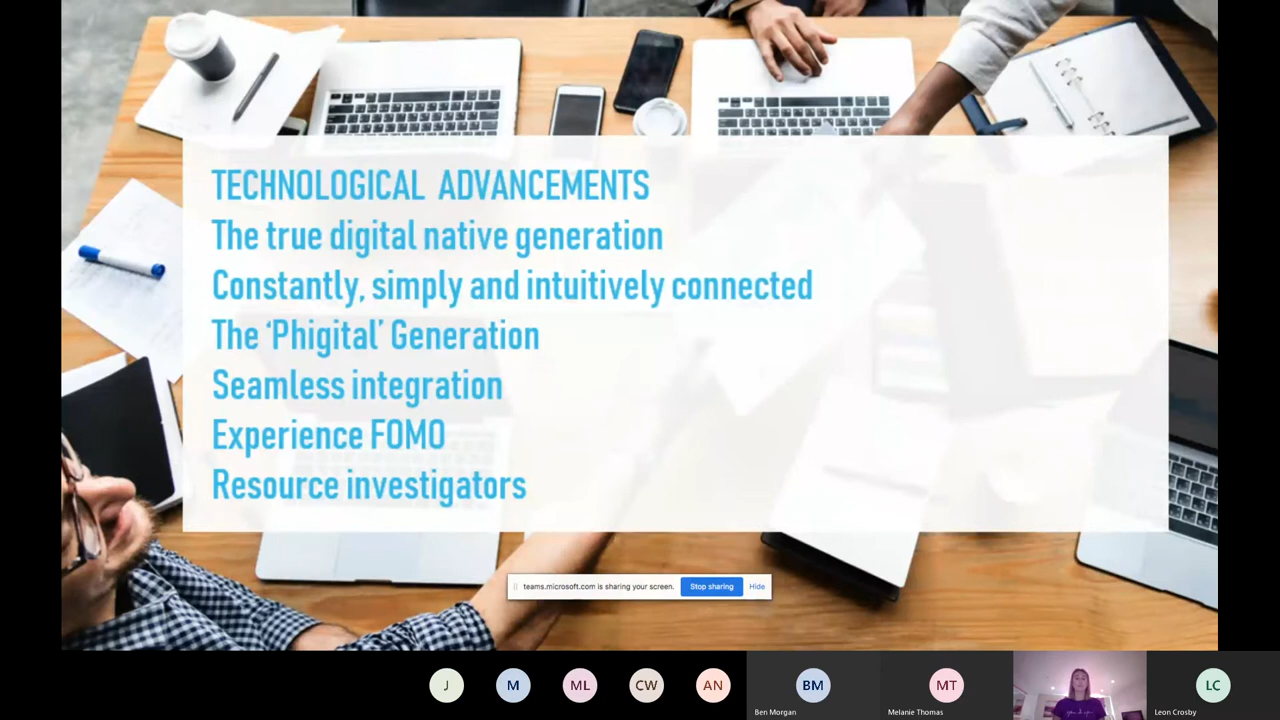 TECHNOLOGICAL ADVANCEMENTS
The true digital native generation
Constantly, simply and intuitively connected
The ‘Phigital’ Generation
Seamless integration
Experience FOMO
Resource investigators
teams.microsoft.com is sharing your screen. Stop sharing Hide
J M ML CW AN BM MT LC
Ben Morgan Melanie Thomas Leon Crosby